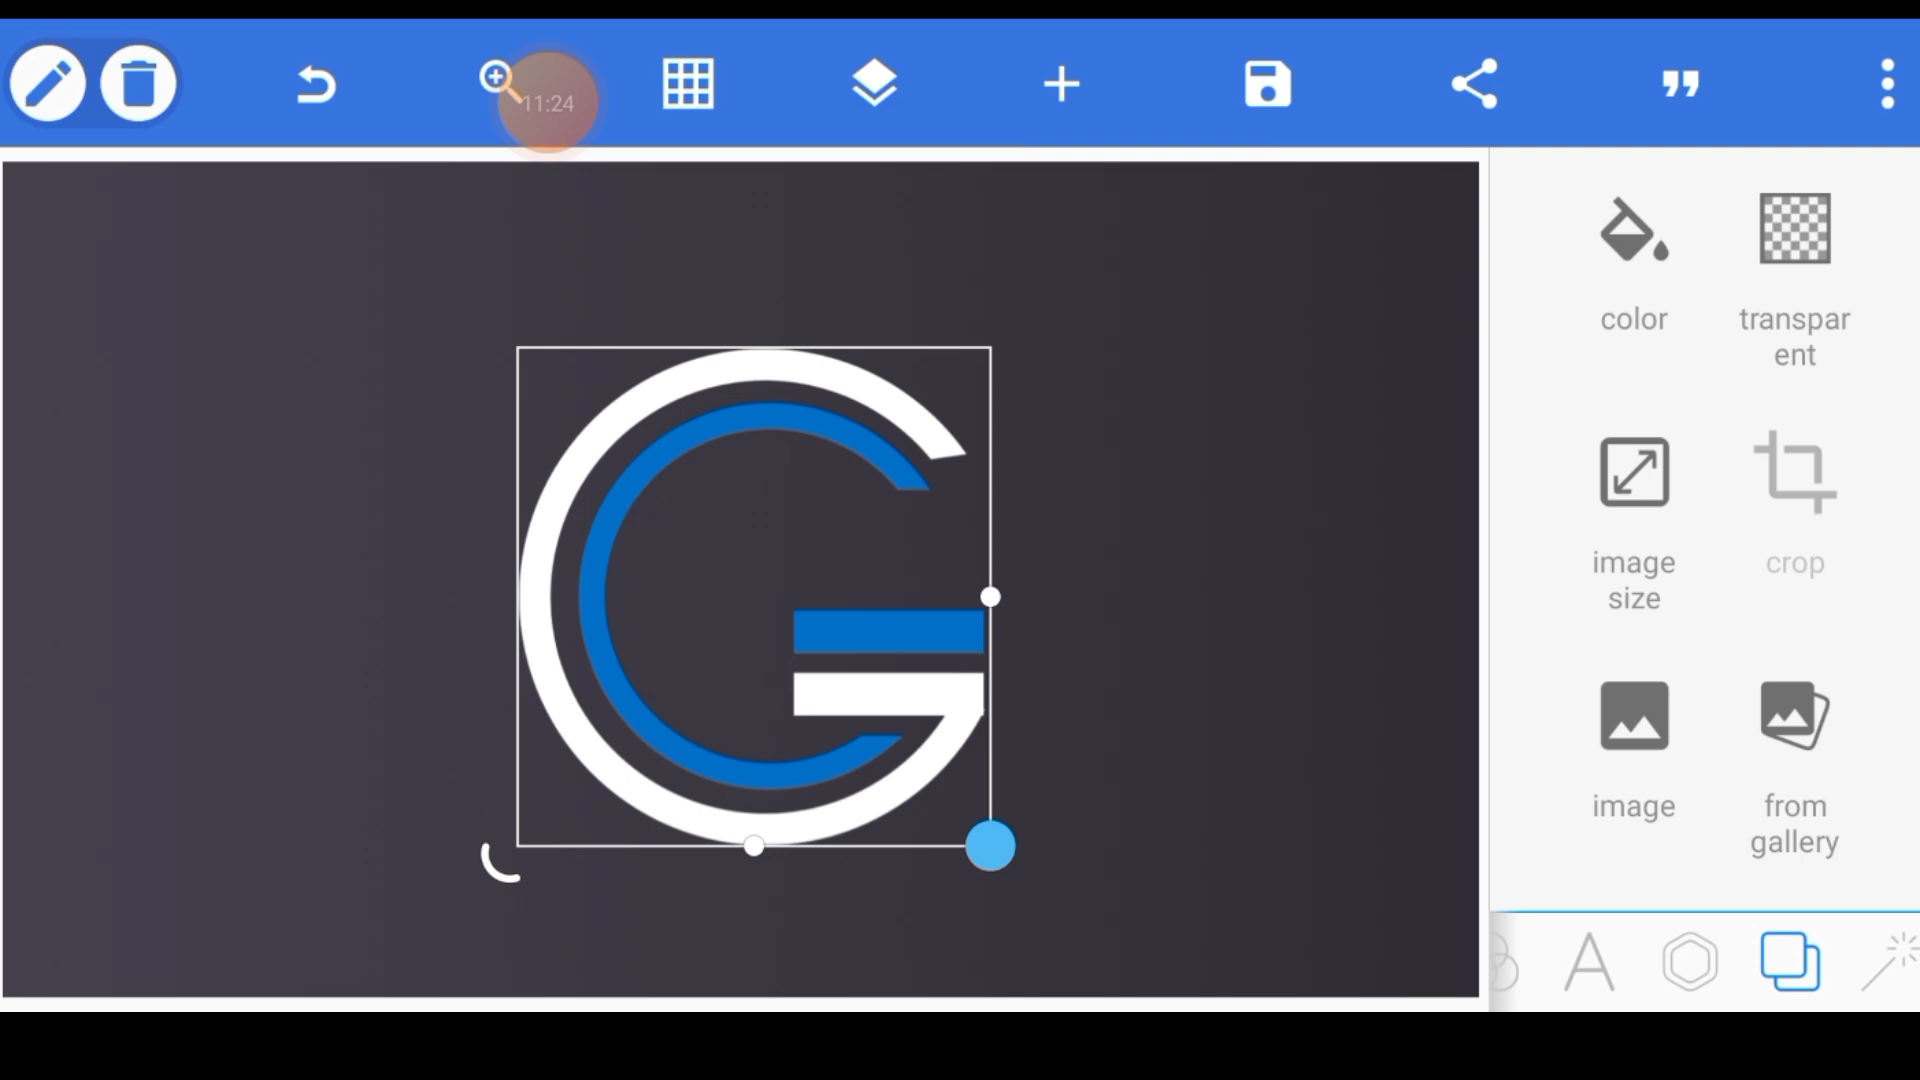 11:24
color
transpar
ent
image
size
crop
image
from
gallery
G
A